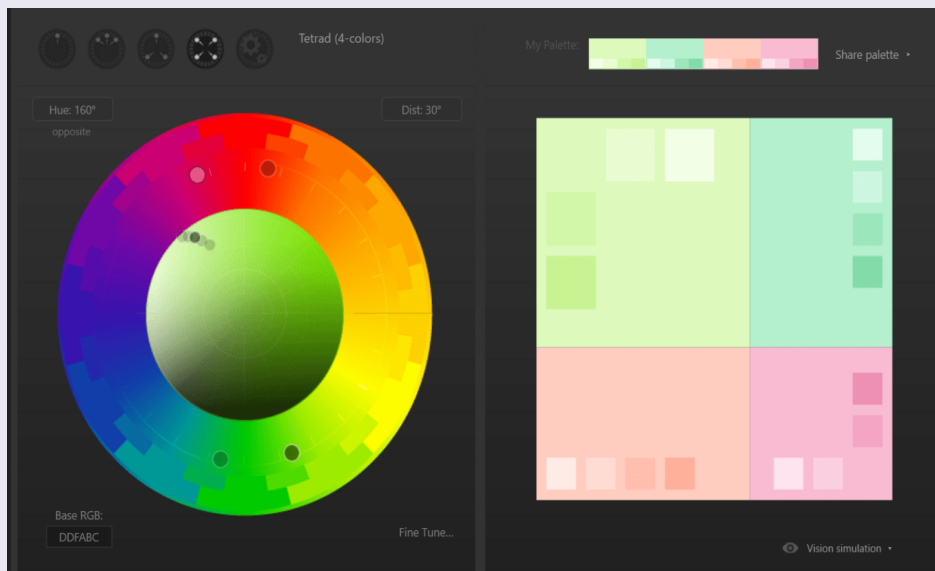 Tetrad (4-colors)
My Palette:
Share palette
Hue: 160°
Dist: 30°
opposite
Base RGB:
DDFABC
Fine Tune...
Vision simulation